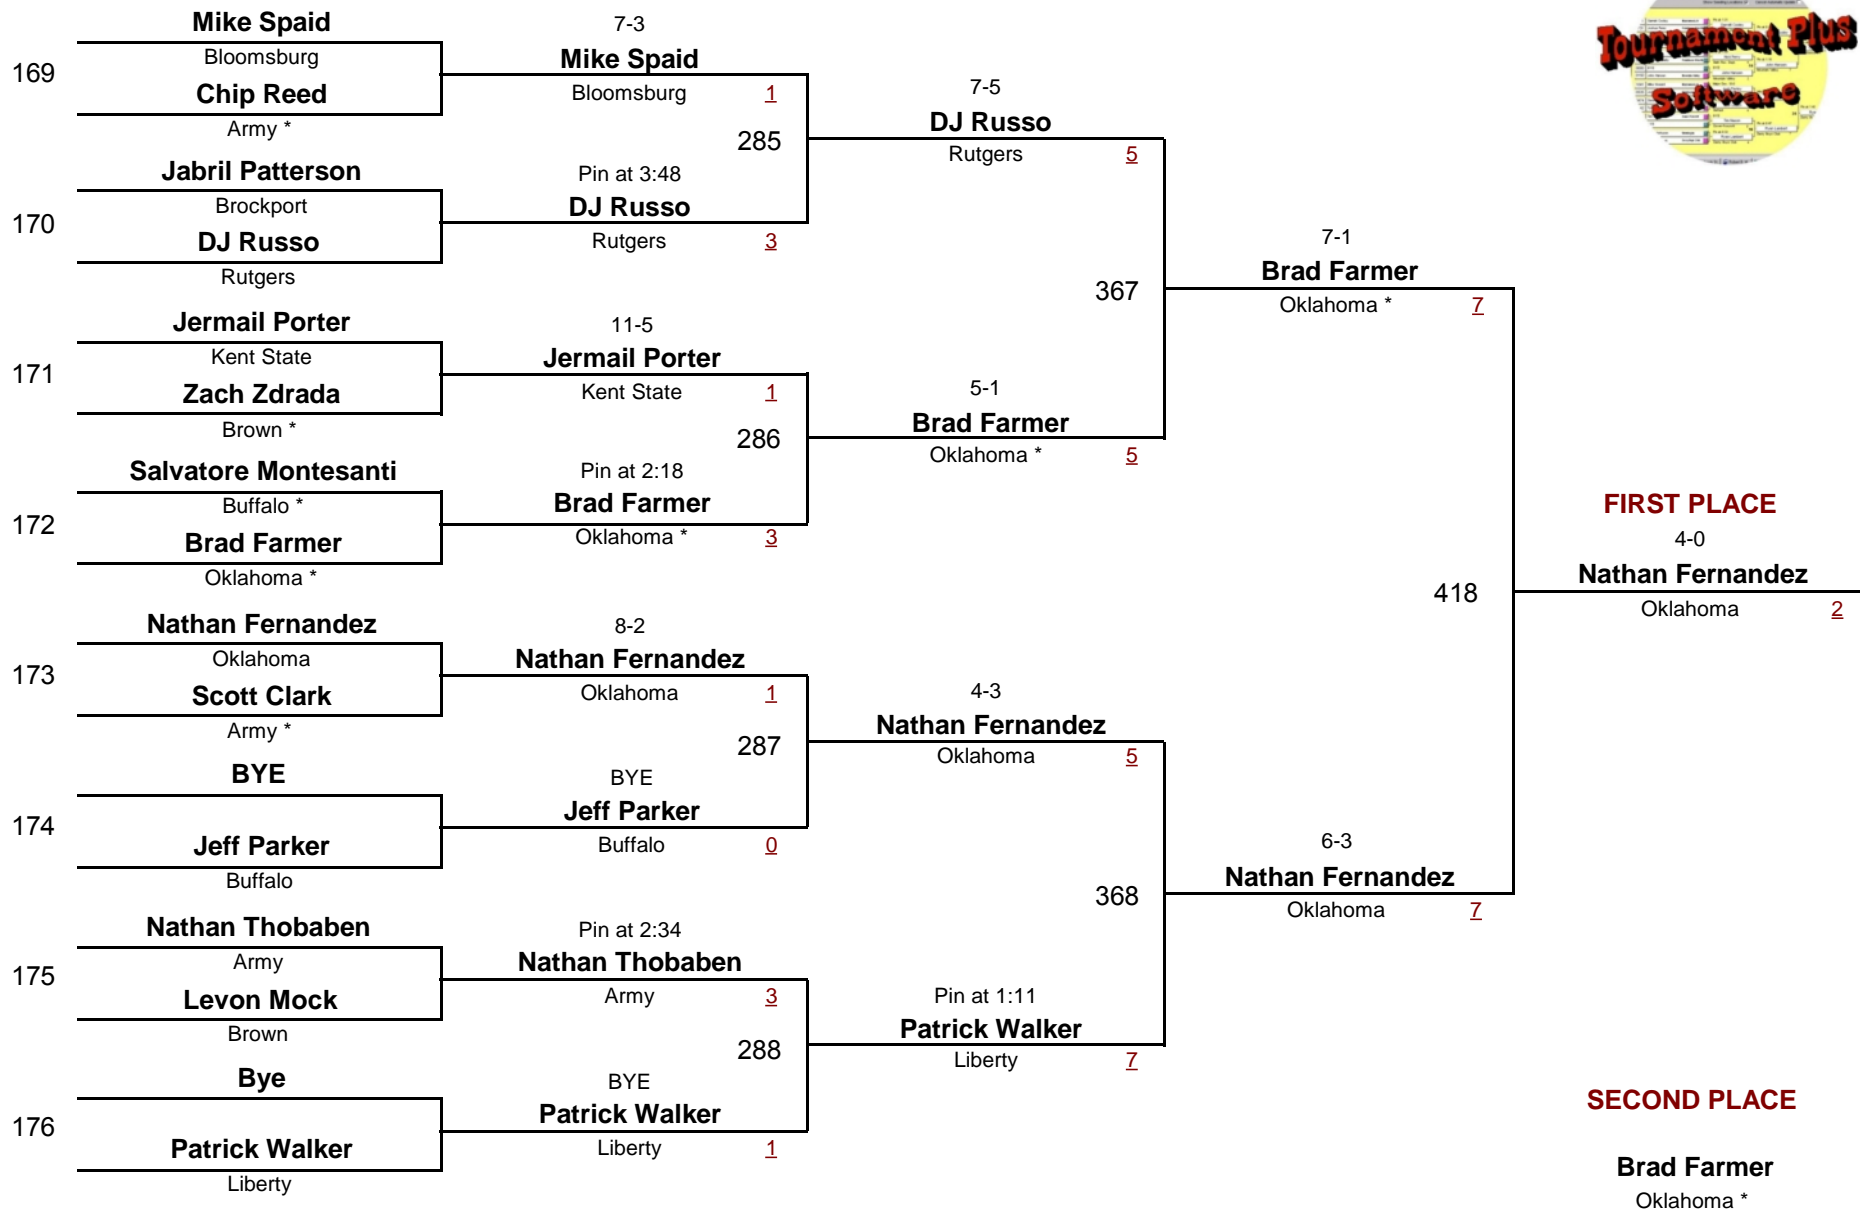 Mike Spaid
Bloomsburg
169
Chip Reed
Army *
Jabril Patterson
Brockport
170
DJ Russo
Rutgers
Jermail Porter
Kent State
171
Zach Zdrada
Brown *
Salvatore Montesanti
Buffalo *
172
Brad Farmer
Oklahoma *
Nathan Fernandez
Oklahoma
173
Scott Clark
Army *
BYE
174
Jeff Parker
Buffalo
Nathan Thobaben
Army
175
Levon Mock
Brown
Bye
176
Patrick Walker
Liberty
7-3
Mike Spaid
Bloomsburg 1
285
Pin at 3:48
DJ Russo
Rutgers 3
11-5
Jermail Porter
Kent State 1
286
Pin at 2:18
Brad Farmer
Oklahoma * 3
8-2
Nathan Fernandez
Oklahoma 1
287
BYE
Jeff Parker
Buffalo 0
Pin at 2:34
Nathan Thobaben
Army 3
288
BYE
Patrick Walker
Liberty 1
7-5
DJ Russo
Rutgers 5
367
5-1
Brad Farmer
Oklahoma * 5
4-3
Nathan Fernandez
Oklahoma 5
368
Pin at 1:11
Patrick Walker
Liberty 7
7-1
Brad Farmer
Oklahoma * 7
418
6-3
Nathan Fernandez
Oklahoma 7
Tournament Plus
Software
FIRST PLACE
4-0
Nathan Fernandez
Oklahoma 2
SECOND PLACE
Brad Farmer
Oklahoma *